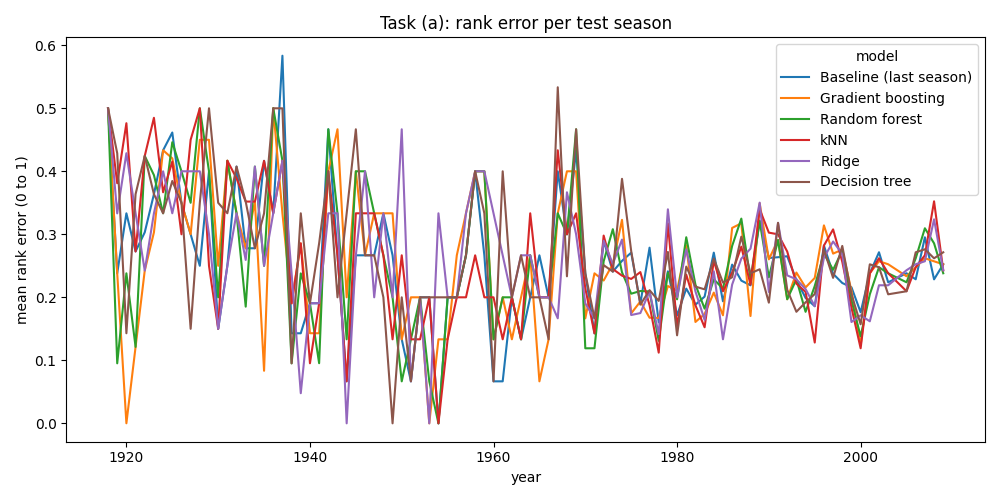 Task (a): rank error per test season
mean rank error (0 to 1)
0.6
0.5
0.4
0.3
0.2
0.1
0.0
model
Baseline (last season)
Gradient boosting
Random forest
kNN
Ridge
Decision tree
1920
1940
1960
1980
2000
year